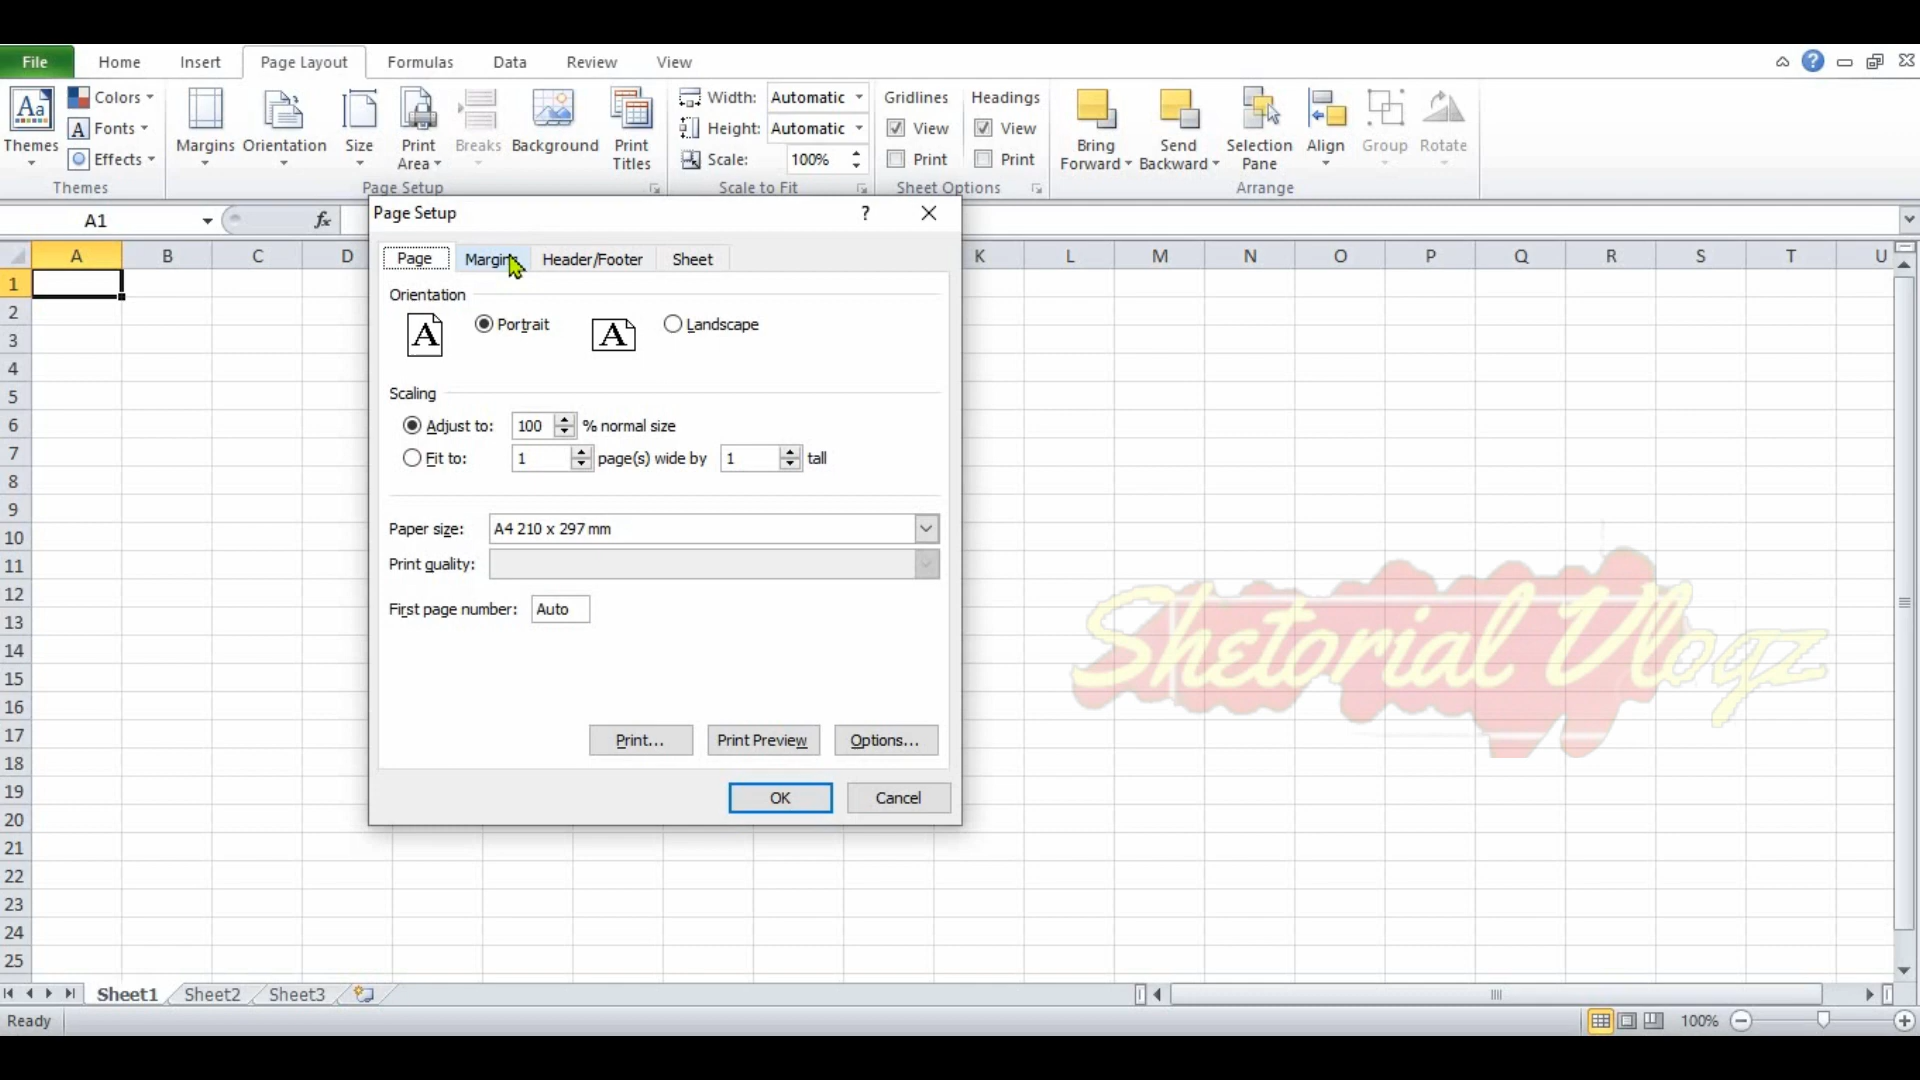 File Home Insert Page Layout Formulas Data Review View
Aa Colors Width: Automatic Gridlines Headings
A Fonts Height: Automatic View View
Themes Effects Margins Orientation Size Print Area Breaks Background Print Titles Scale: 100% Print Print Bring Forward Send Backward Selection Pane Align Group Rotate
Themes Page Setup Scale to Fit Sheet Options Arrange
A1 fx
Page Setup ?
A B C D K L M N O P Q R S T U
Page Margins Header/Footer Sheet
1
Orientation
2
A Portrait A Landscape
3
4
Scaling
5
6
Adjust to: 100 % normal size
7
Fit to: 1 page(s) wide by 1 tall
8
9
Paper size: A4 210 x 297 mm
10
Print quality:
11
12
First page number: Auto
13
14
Shetorial Vlogz
15
16
17
Print... Print Preview Options...
18
19
OK Cancel
20
21
22
23
24
25
Sheet1 Sheet2 Sheet3
Ready 100%